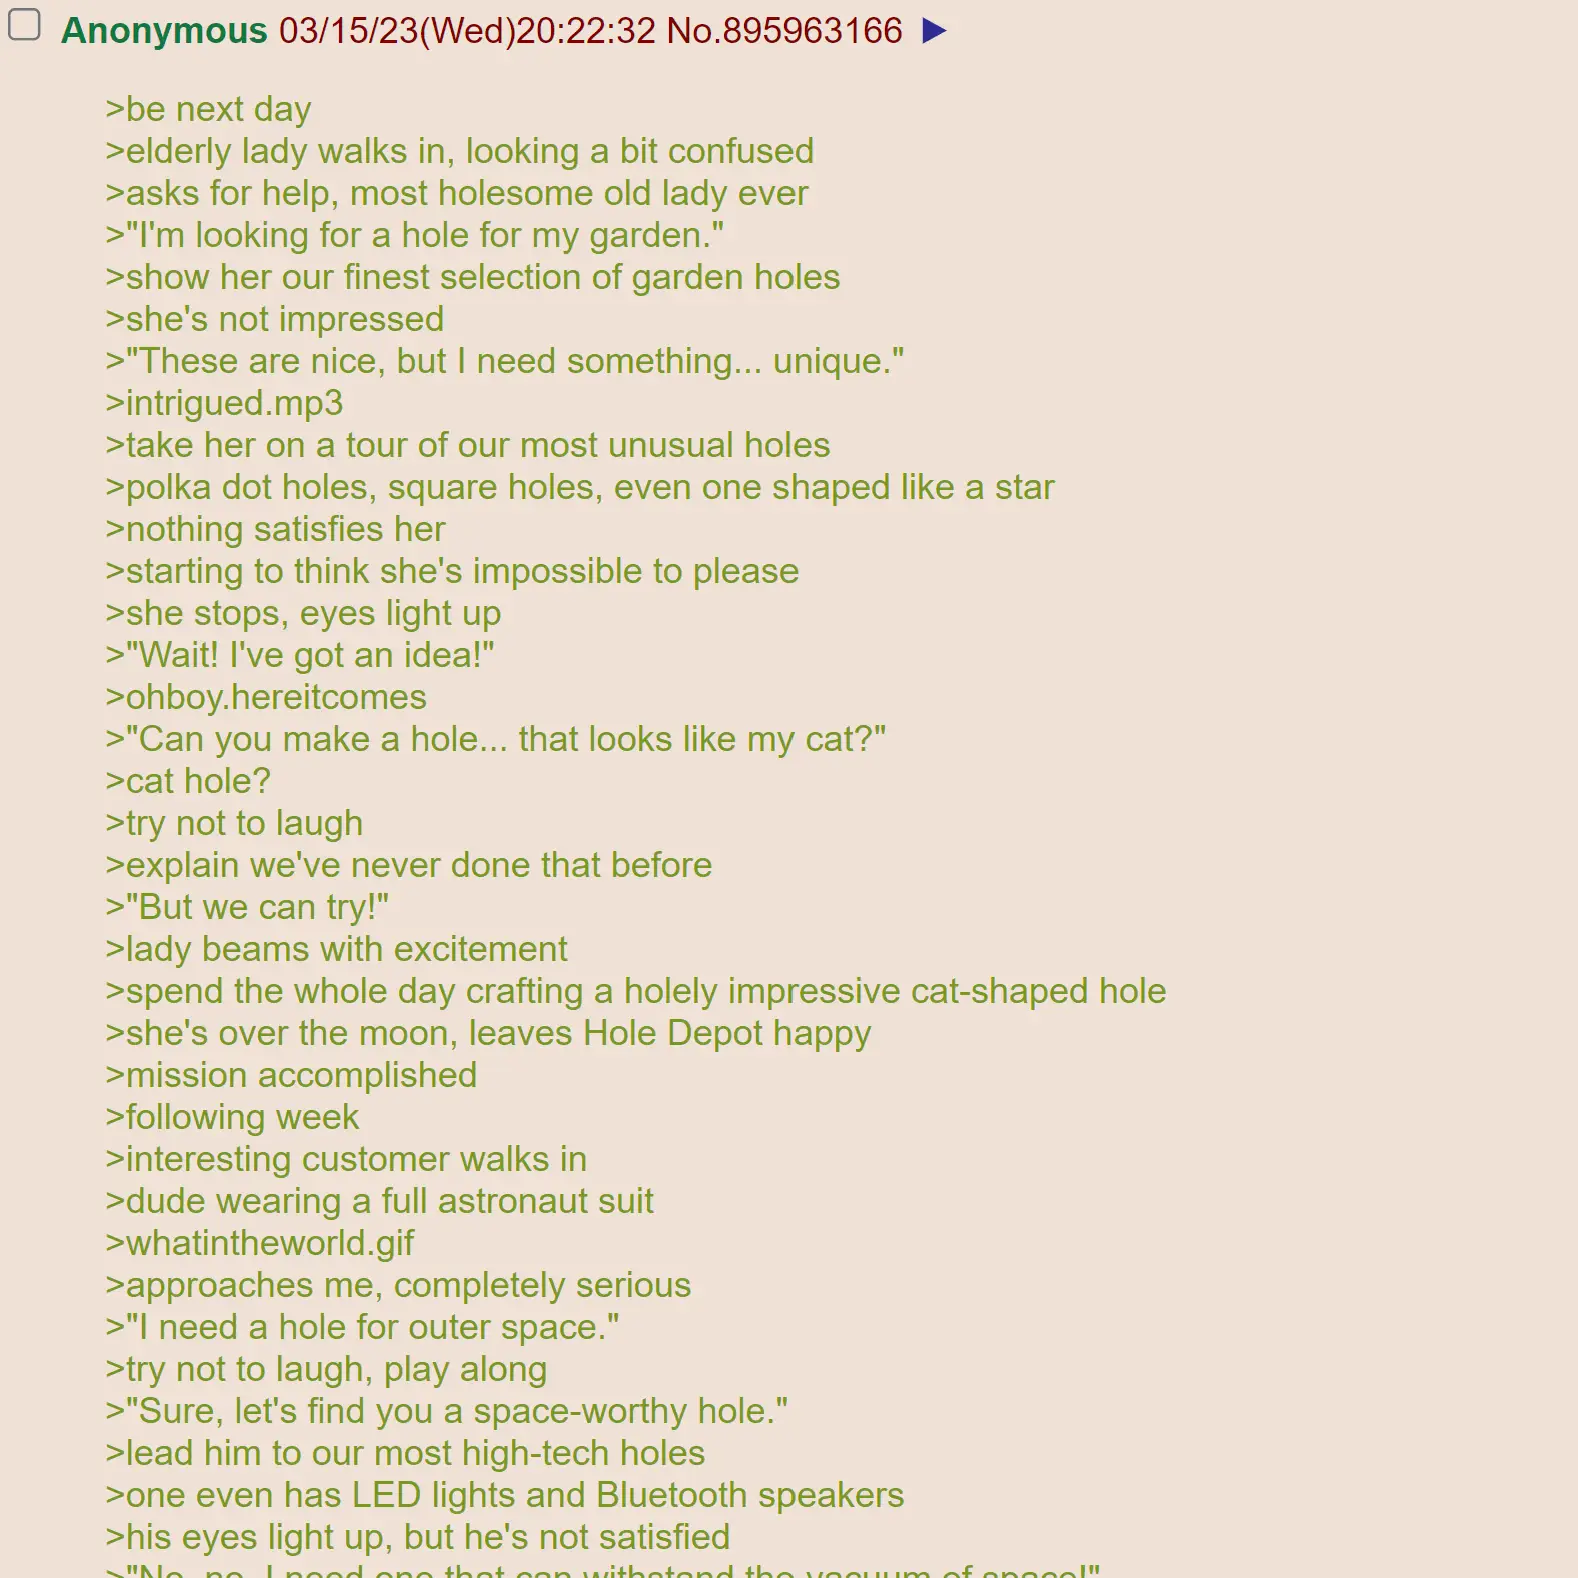 Anonymous 03/15/23(Wed)20:22:32 No.895963166 ▶
>be next day
>elderly lady walks in, looking a bit confused
>asks for help, most holesome old lady ever
>"I'm looking for a hole for my garden."
>show her our finest selection of garden holes
>she's not impressed
>"These are nice, but I need something... unique."
>intrigued.mp3
>take her on a tour of our most unusual holes
>polka dot holes, square holes, even one shaped like a star
>nothing satisfies her
>starting to think she's impossible to please
>she stops, eyes light up
>"Wait! I've got an idea!"
>ohboy.hereitcomes
>"Can you make a hole... that looks like my cat?"
>cat hole?
>try not to laugh
>explain we've never done that before
>"But we can try!"
>lady beams with excitement
>spend the whole day crafting a holely impressive cat-shaped hole
>she's over the moon, leaves Hole Depot happy
>mission accomplished
>following week
>interesting customer walks in
>dude wearing a full astronaut suit
>whatintheworld.gif
>approaches me, completely serious
>"I need a hole for outer space."
>try not to laugh, play along
>"Sure, let's find you a space-worthy hole."
>lead him to our most high-tech holes
>one even has LED lights and Bluetooth speakers
>his eyes light up, but he's not satisfied
>"No, no, I need one that can withstand the vacuum of space!"